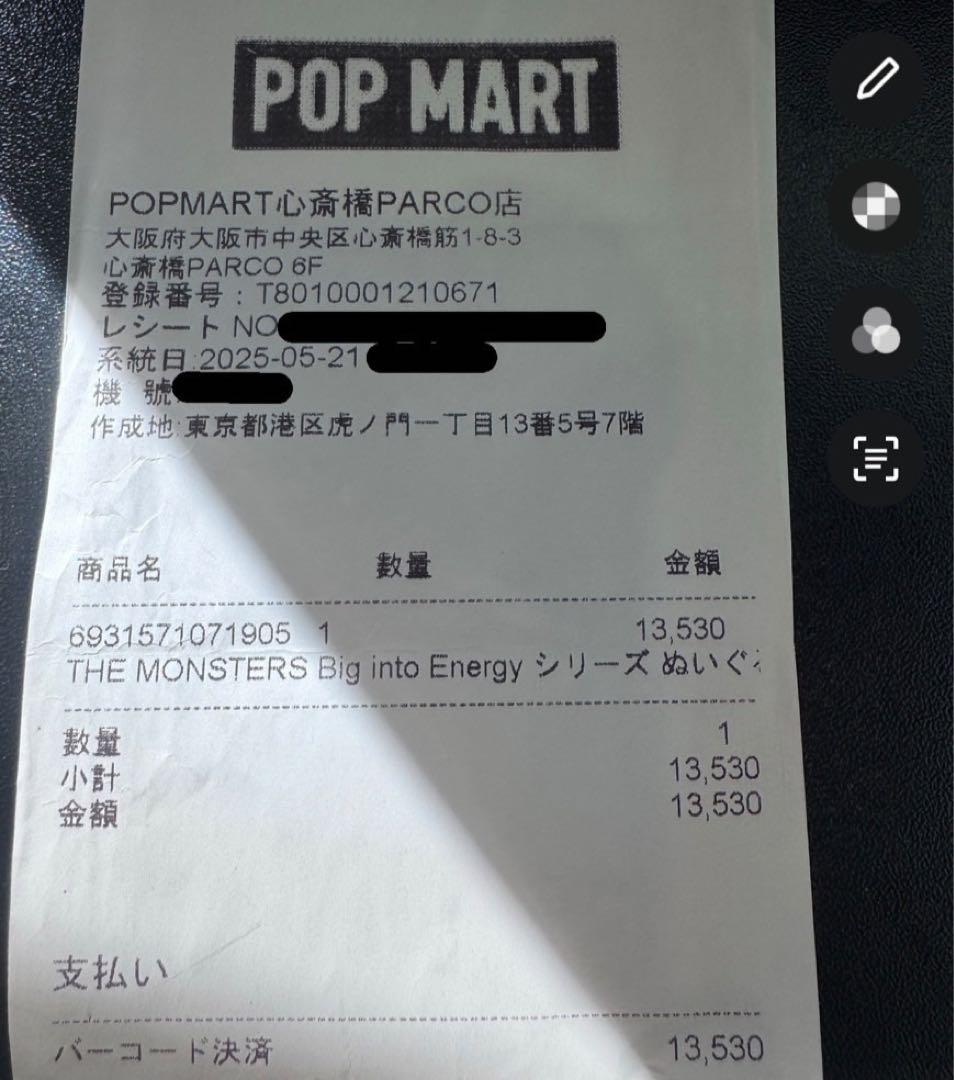 POP MART
POPMART心斎橋PARCO店
大阪府大阪市中央区心斎橋筋1-8-3
心斎橋PARCO 6F
登録番号：T8010001210671
レシート NO
系統日:2025-05-21
機 號:
作成地:東京都港区虎ノ門一丁目13番5号7階
商品名 数量 金額
6931571071905 1 13,530
THE MONSTERS Big into Energy シリーズ ぬいぐ
数量 1
小計 13,530
金額 13,530
支払い
バーコード決済 13,530